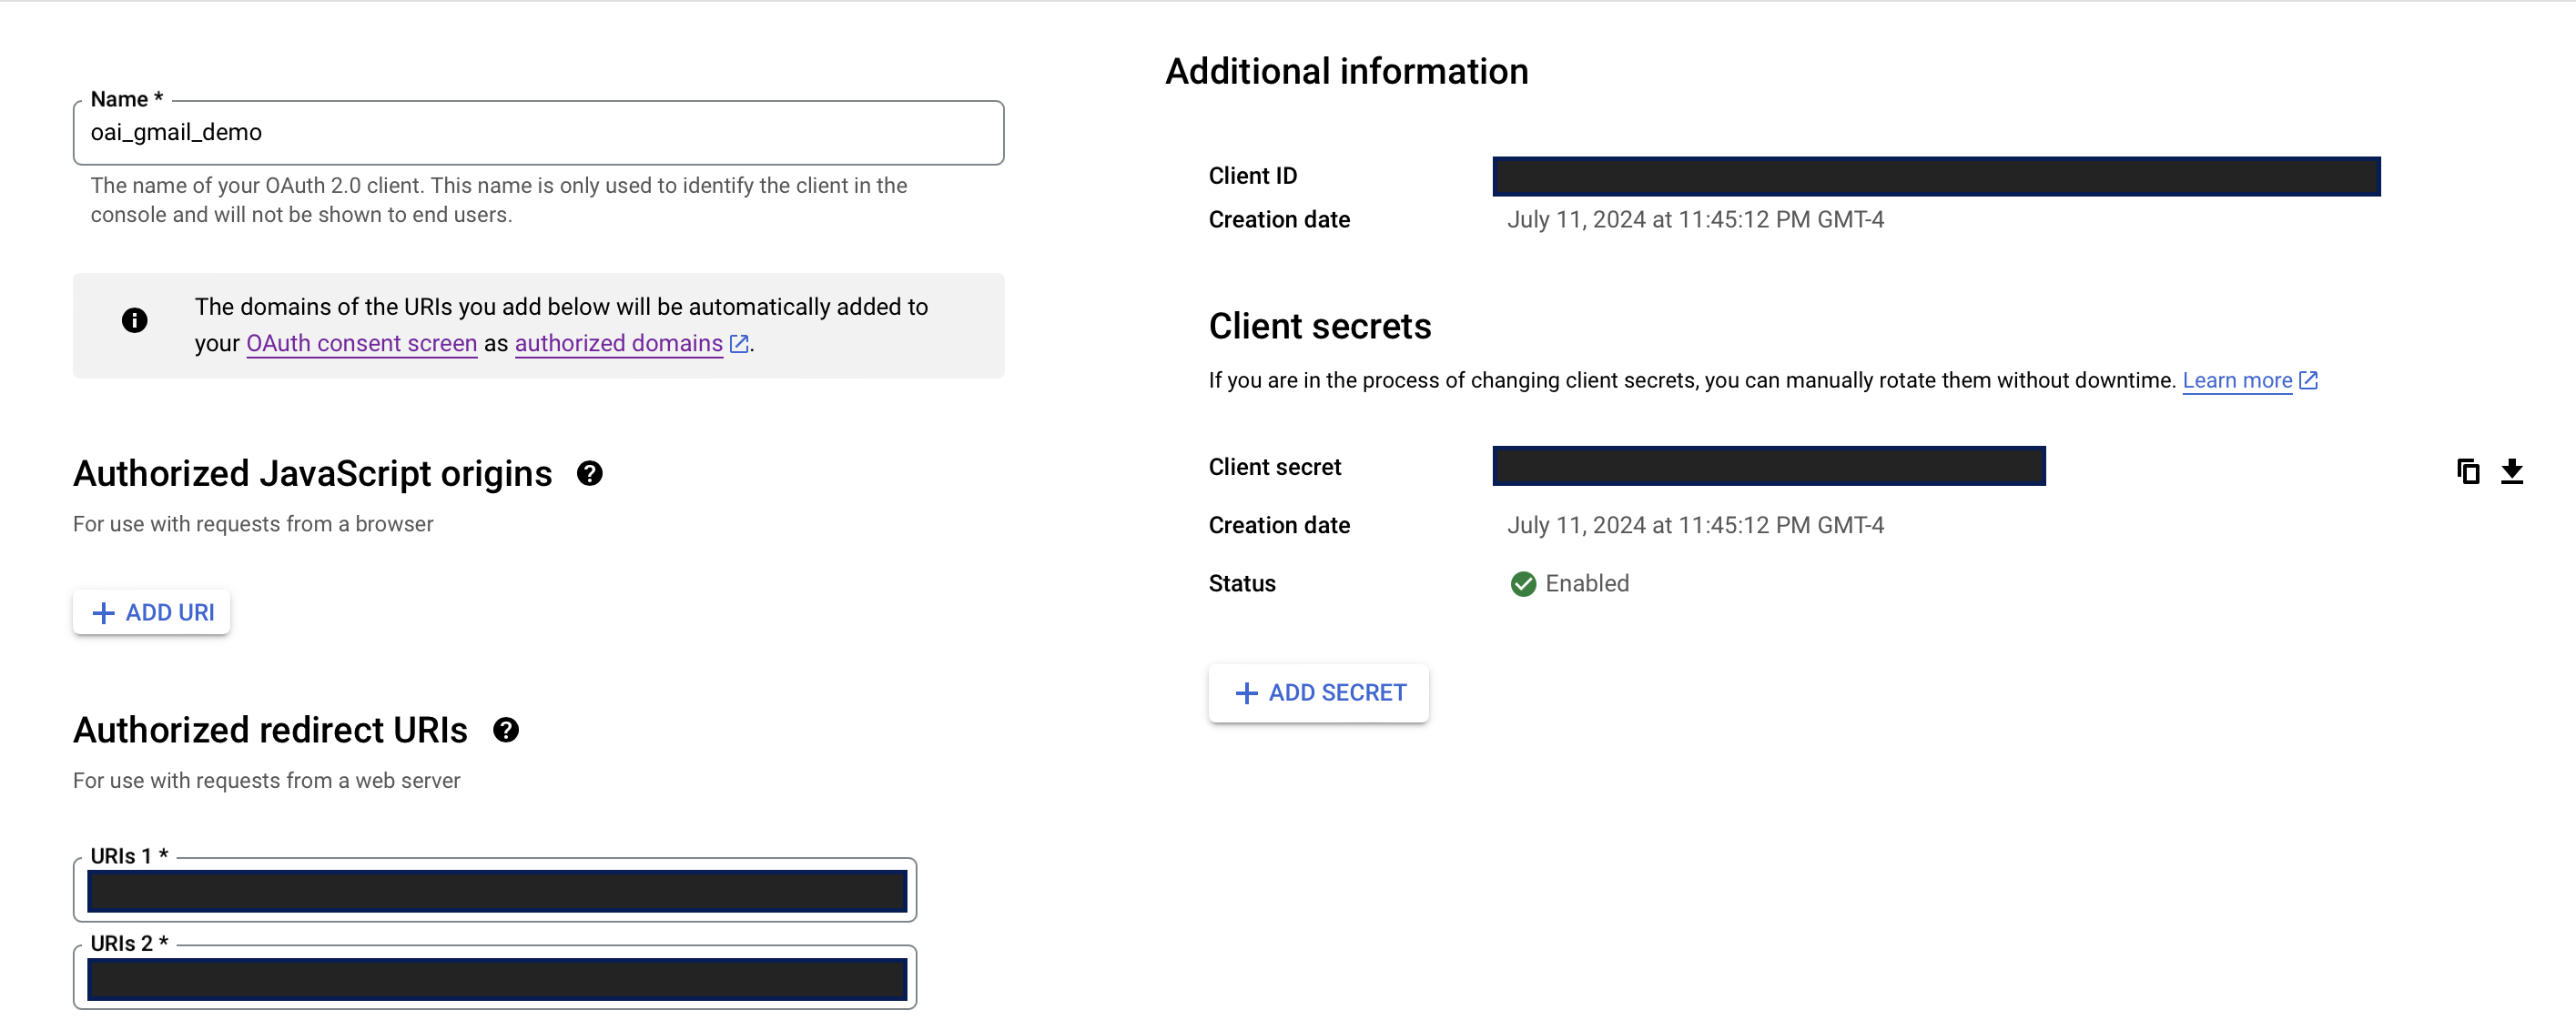 Name *
oai_gmail_demo
The name of your OAuth 2.0 client. This name is only used to identify the client in the
console and will not be shown to end users.
The domains of the URIs you add below will be automatically added to
your OAuth consent screen as authorized domains.
Authorized JavaScript origins
For use with requests from a browser
+ ADD URI
Authorized redirect URIs
For use with requests from a web server
URIs 1 *
URIs 2 *
Additional information
Client ID
Creation date July 11, 2024 at 11:45:12 PM GMT-4
Client secrets
If you are in the process of changing client secrets, you can manually rotate them without downtime. Learn more
Client secret
Creation date July 11, 2024 at 11:45:12 PM GMT-4
Status Enabled
+ ADD SECRET